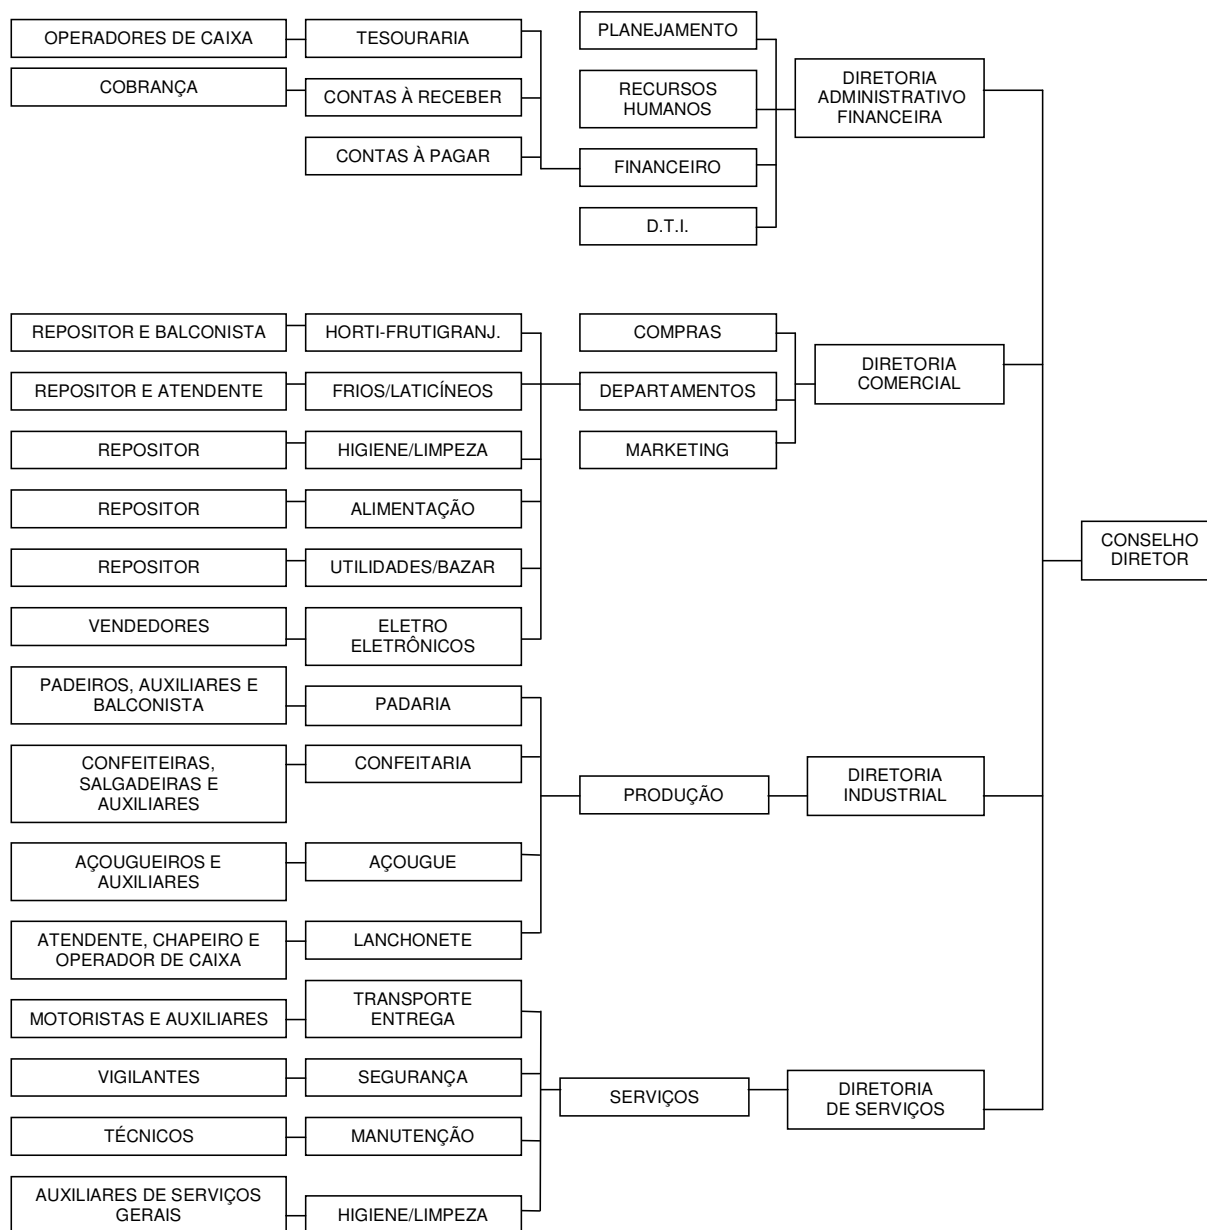 OPERADORES DE CAIXA
TESOURARIA
PLANEJAMENTO
COBRANÇA
CONTAS À RECEBER
RECURSOS
HUMANOS
DIRETORIA
ADMINISTRATIVO
FINANCEIRA
CONTAS À PAGAR
FINANCEIRO
D.T.I.
REPOSITOR E BALCONISTA
HORTI-FRUTIGRANJ.
COMPRAS
DIRETORIA
COMERCIAL
REPOSITOR E ATENDENTE
FRIOS/LATICÍNEOS
DEPARTAMENTOS
REPOSITOR
HIGIENE/LIMPEZA
MARKETING
REPOSITOR
ALIMENTAÇÃO
CONSELHO
DIRETOR
REPOSITOR
UTILIDADES/BAZAR
VENDEDORES
ELETRO
ELETRÔNICOS
PADEIROS, AUXILIARES E
BALCONISTA
PADARIA
CONFEITEIRAS,
SALGADEIRAS E
AUXILIARES
CONFEITARIA
PRODUÇÃO
DIRETORIA
INDUSTRIAL
AÇOUGUEIROS E
AUXILIARES
AÇOUGUE
ATENDENTE, CHAPEIRO E
OPERADOR DE CAIXA
LANCHONETE
MOTORISTAS E AUXILIARES
TRANSPORTE
ENTREGA
VIGILANTES
SEGURANÇA
SERVIÇOS
DIRETORIA
DE SERVIÇOS
TÉCNICOS
MANUTENÇÃO
AUXILIARES DE SERVIÇOS
GERAIS
HIGIENE/LIMPEZA